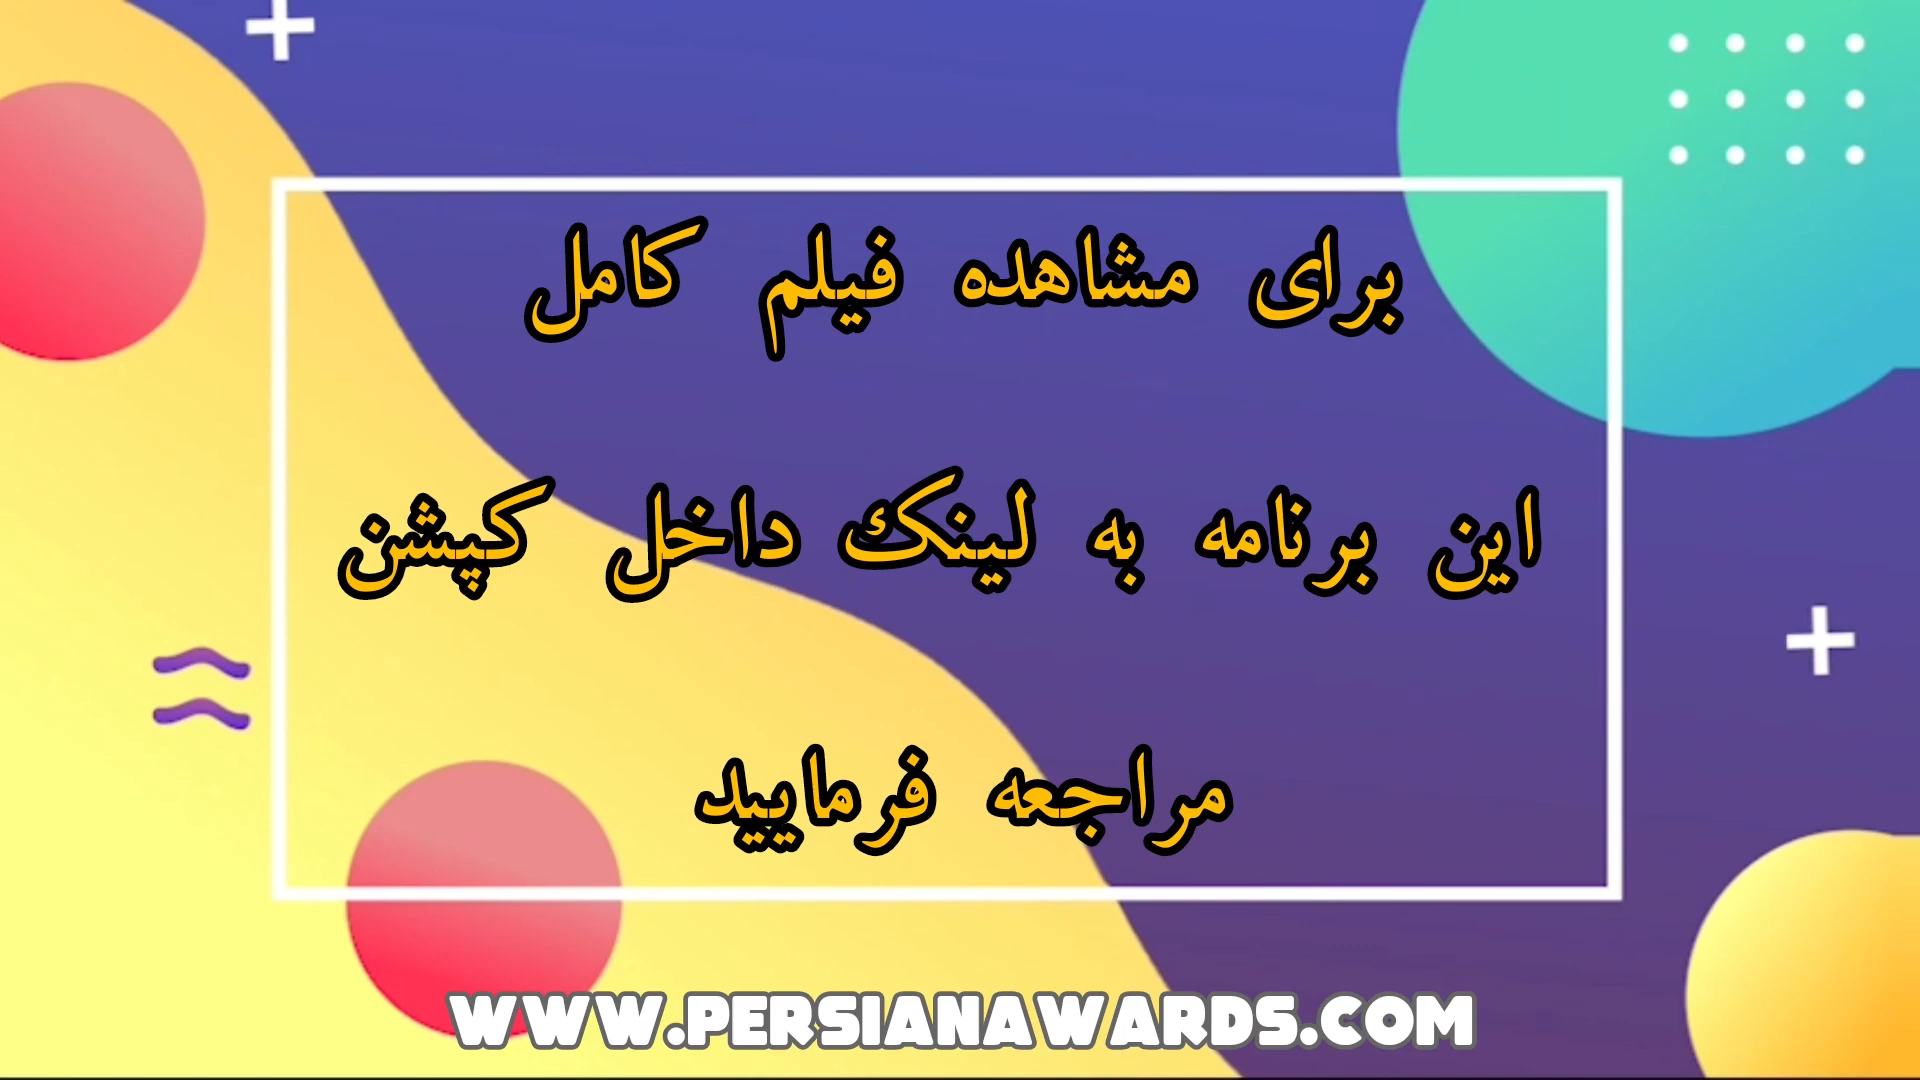 برای مشاهده فیلم کامل
این برنامه به لینک داخل کپشن
مراجعه فرمایید
WWW.PERSIANAWARDS.COM